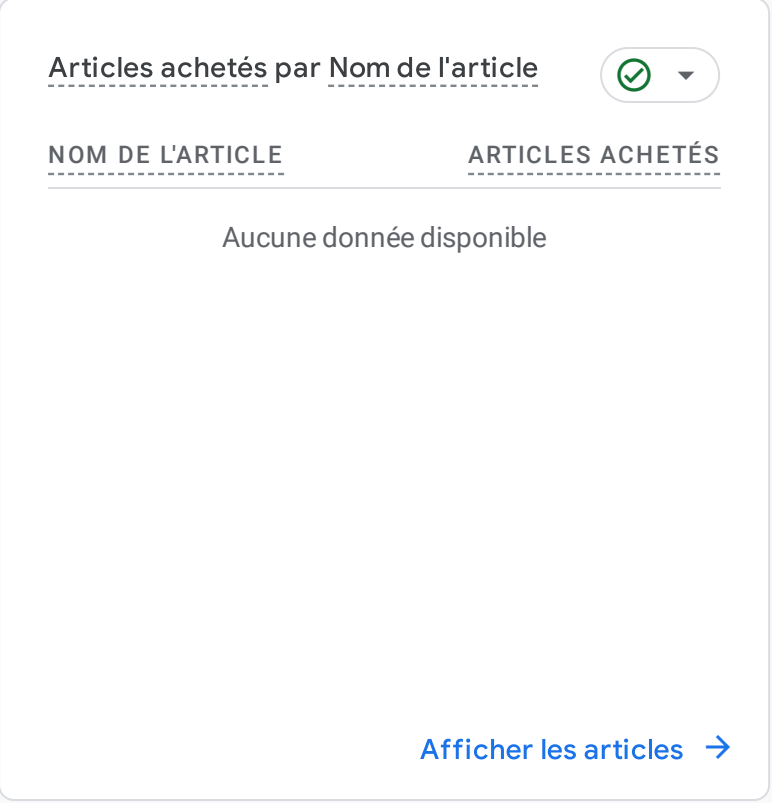 Articles achetés par Nom de l'article
NOM DE L'ARTICLE ARTICLES ACHETÉS
Aucune donnée disponible
Afficher les articles